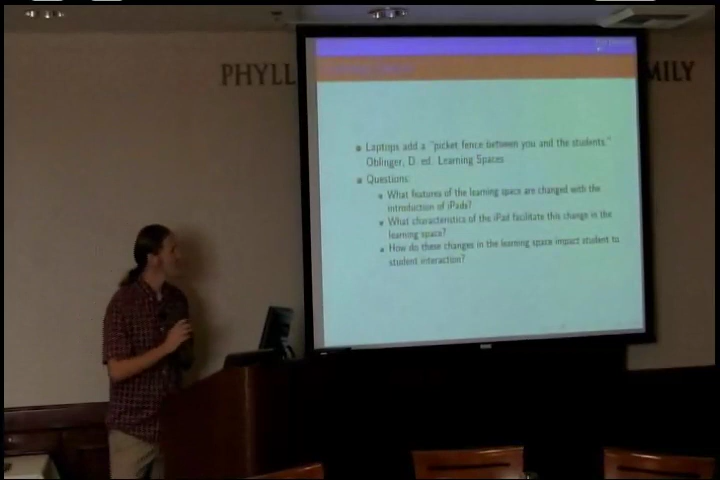 PHYLL
MILY
Laptops add a "picket fence between you and the students."
Oblinger, D. ed. Learning Spaces
Questions:
What features of the learning space are changed with the
introduction of iPads?
What characteristics of the iPad facilitate this change in the
learning space?
How do these changes in the learning space impact student to
student interaction?